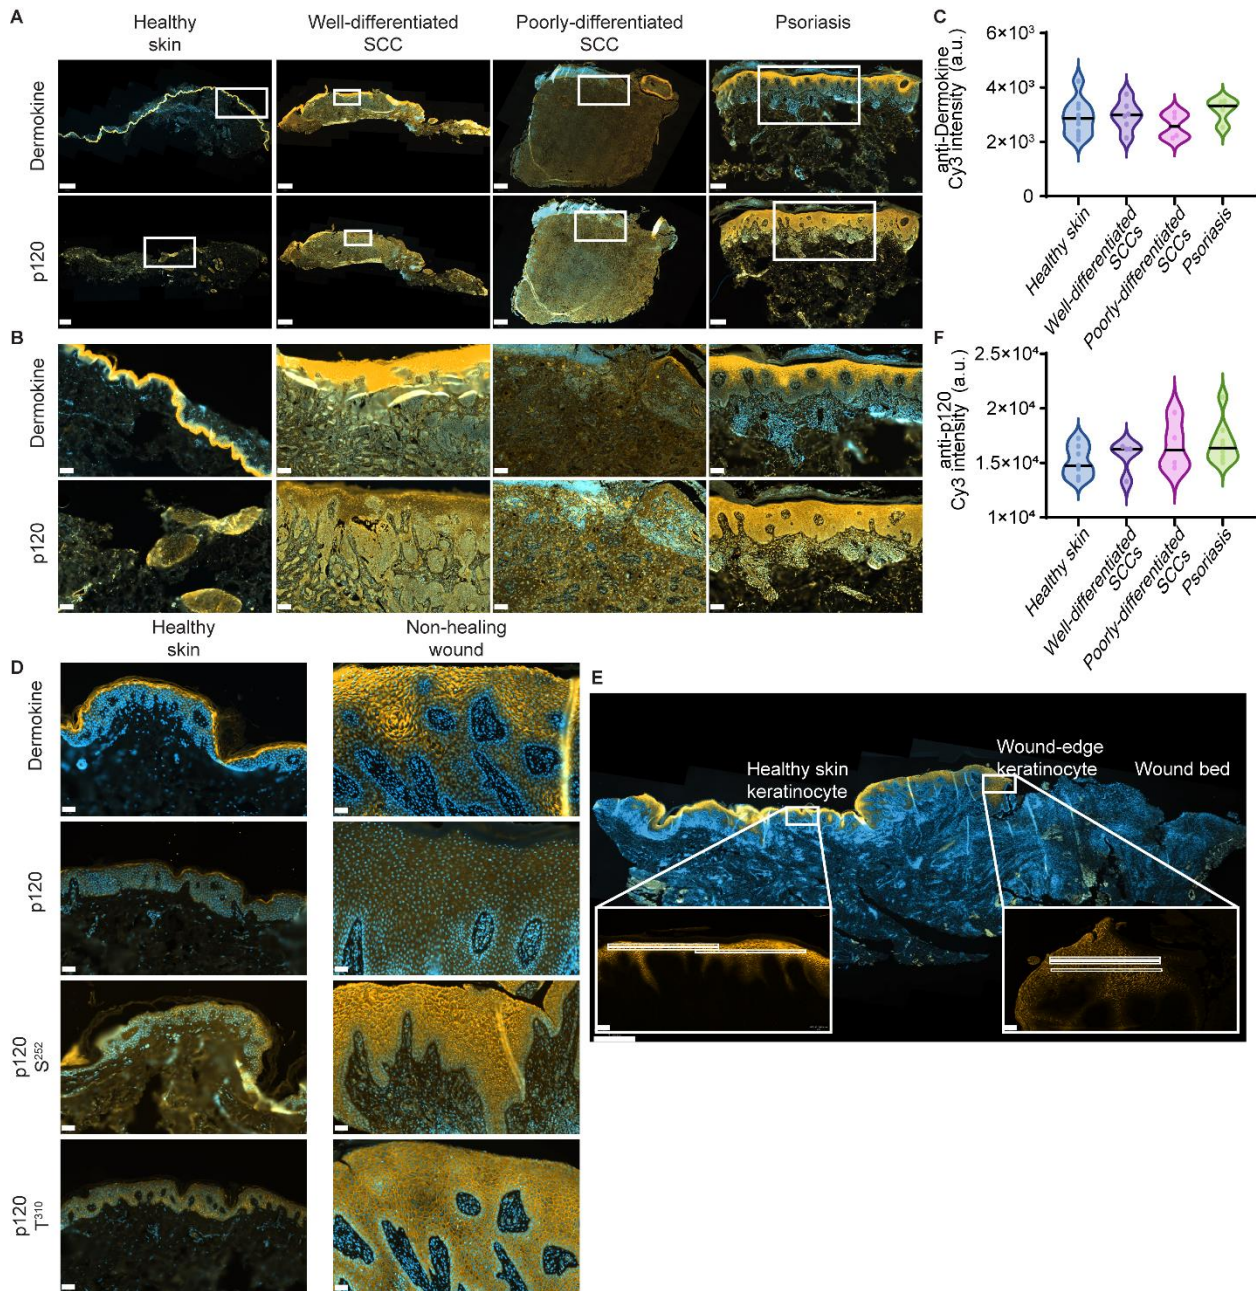 A
Healthy
skin
Well-differentiated
SCC
Poorly-differentiated
SCC
Psoriasis
Dermokine
p120
B
Dermokine
p120
C
6×10³
4×10³
2×10³
0
anti-Dermokine
Cy3 intensity (a.u.)
Healthy skin
Well-differentiated
SCCs
Poorly-differentiated
SCCs
Psoriasis
F
2.5×10⁴
2×10⁴
1.5×10⁴
1×10⁴
anti-p120
Cy3 intensity (a.u.)
Healthy skin
Well-differentiated
SCCs
Poorly-differentiated
SCCs
Psoriasis
D
Healthy
skin
Non-healing
wound
Dermokine
p120
p120
S²⁵²
p120
T³¹⁰
E
Healthy skin
keratinocyte
Wound-edge
keratinocyte
Wound bed